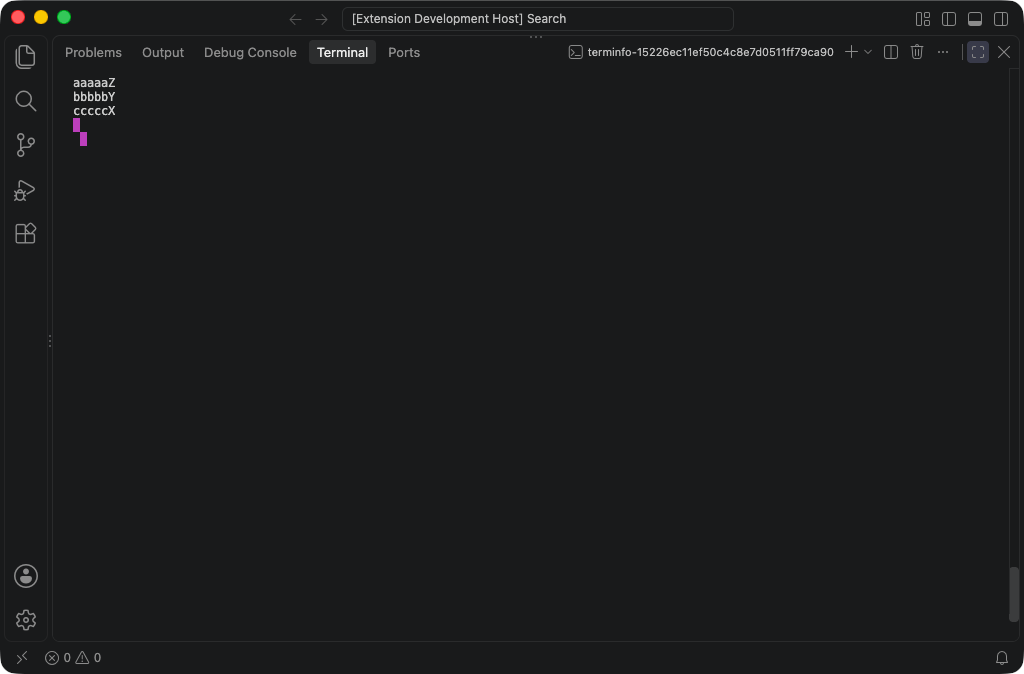 [Extension Development Host] Search
Problems Output Debug Console Terminal Ports
terminfo-15226ec11ef50c4c8e7d0511ff79ca90
aaaaaZ
bbbbbY
cccccX
0 0